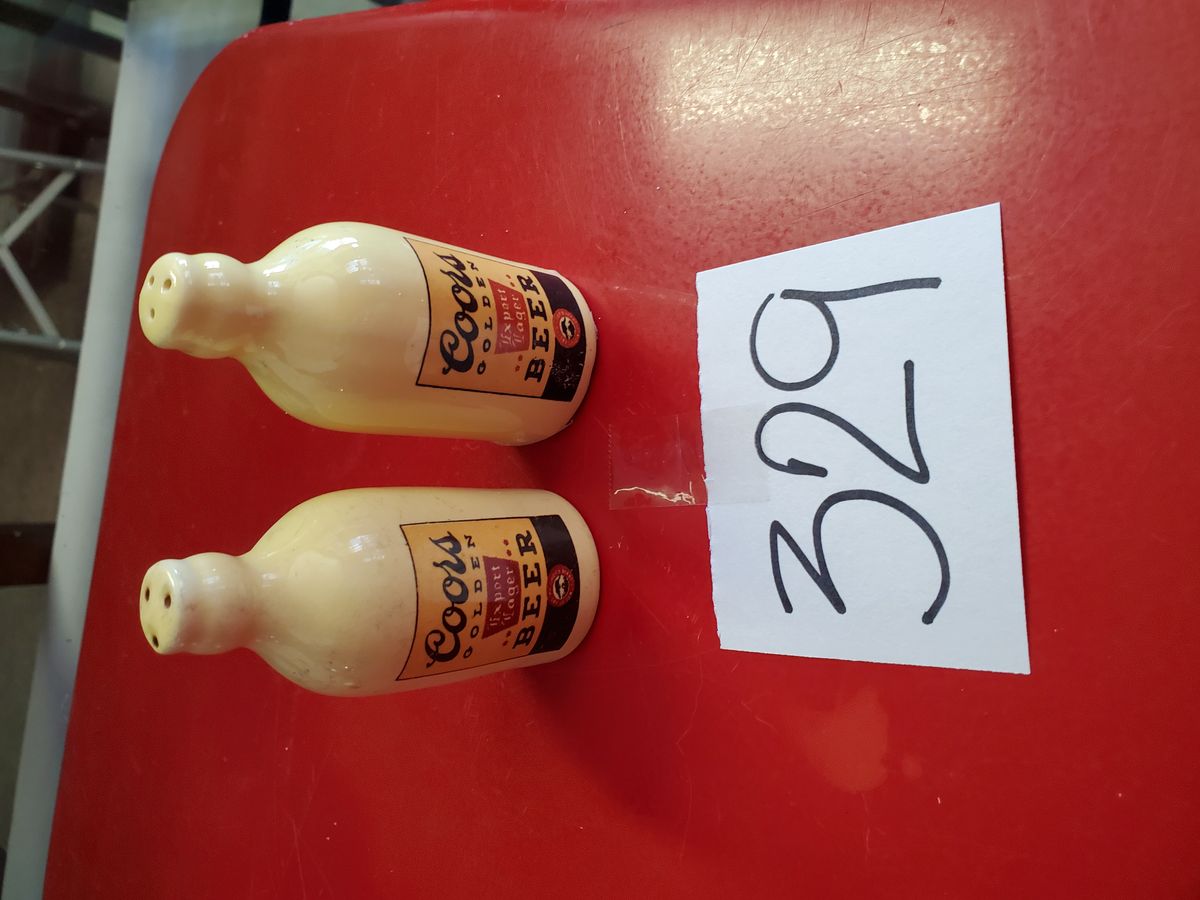 Coors
GOLDEN
Export
Lager
BEER
Coors
GOLDEN
Export
Lager
BEER
329